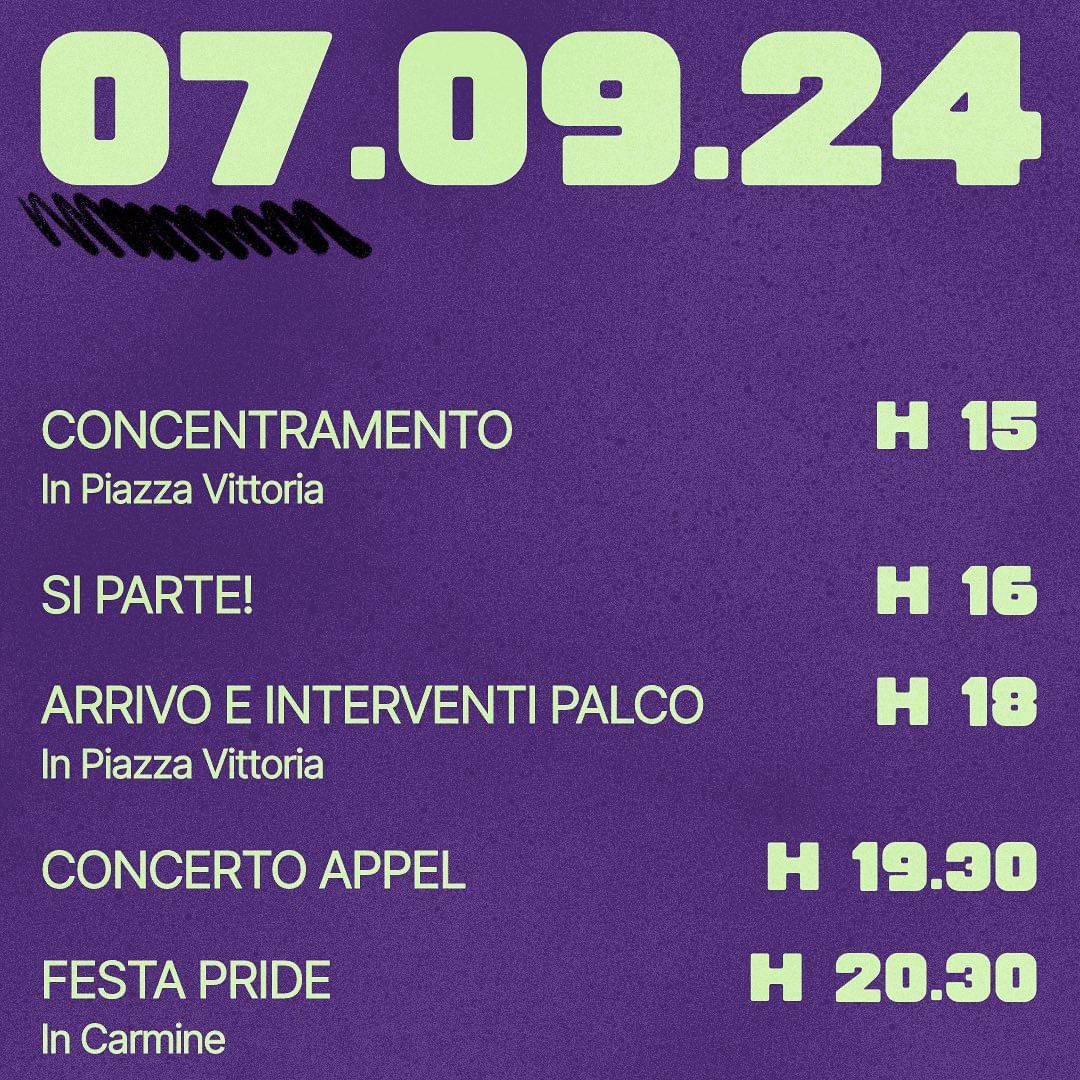 07.09.24
CONCENTRAMENTO H 15
In Piazza Vittoria
SI PARTE! H 16
ARRIVO E INTERVENTI PALCO H 18
In Piazza Vittoria
CONCERTO APPEL H 19.30
FESTA PRIDE H 20.30
In Carmine